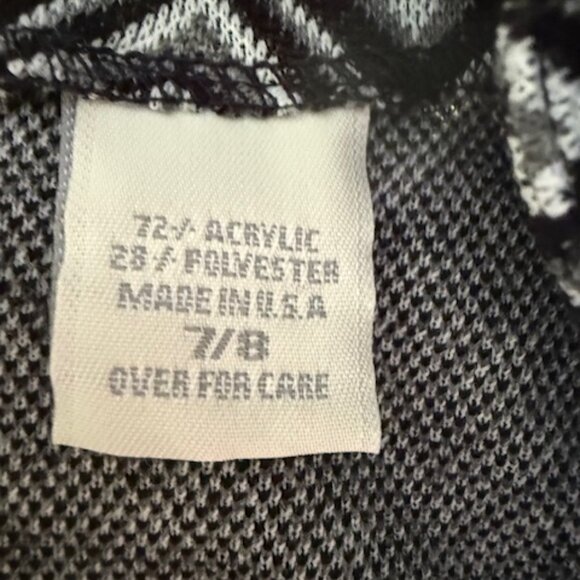 72% ACRYLIC
28% POLYESTER
MADE IN U.S.A
7/8
OVER FOR CARE